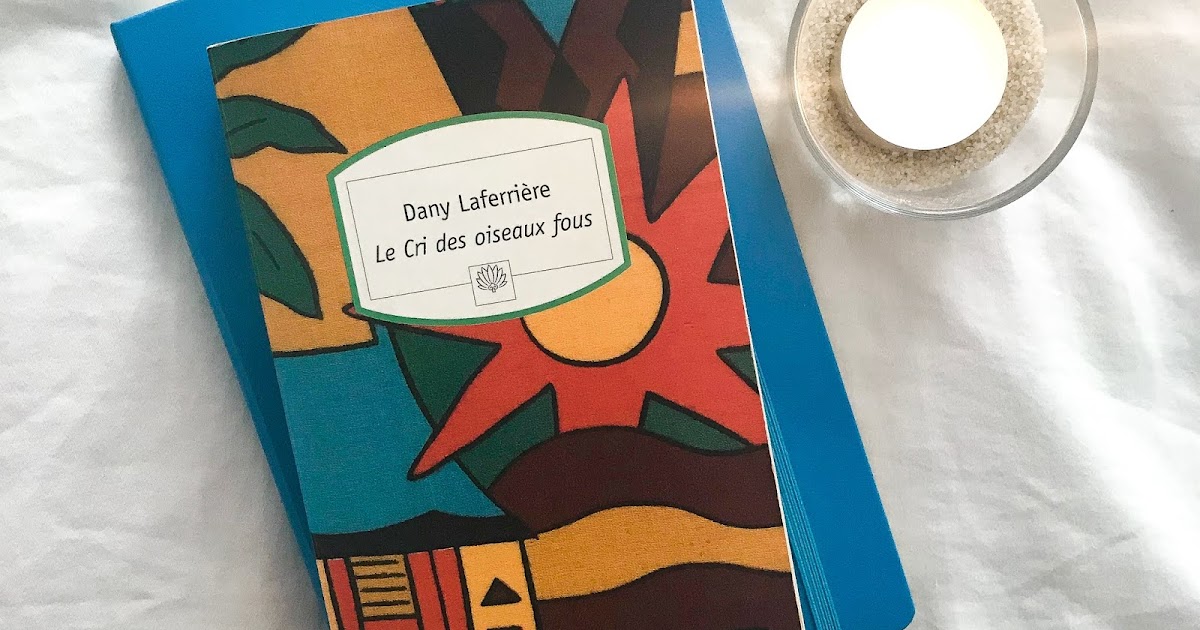 Dany Laferrière
Le Cri des oiseaux fous